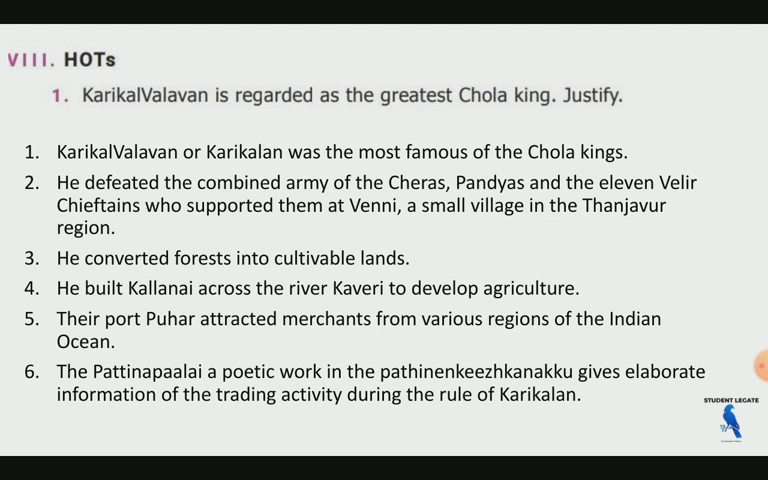 VIII. HOTs
1. KarikalValavan is regarded as the greatest Chola king. Justify.
1. KarikalValavan or Karikalan was the most famous of the Chola kings.
2. He defeated the combined army of the Cheras, Pandyas and the eleven Velir
Chieftains who supported them at Venni, a small village in the Thanjavur
region.
3. He converted forests into cultivable lands.
4. He built Kallanai across the river Kaveri to develop agriculture.
5. Their port Puhar attracted merchants from various regions of the Indian
Ocean.
6. The Pattinapaalai a poetic work in the pathinenkeezhkanakku gives elaborate
information of the trading activity during the rule of Karikalan.
STUDENT LEGATE